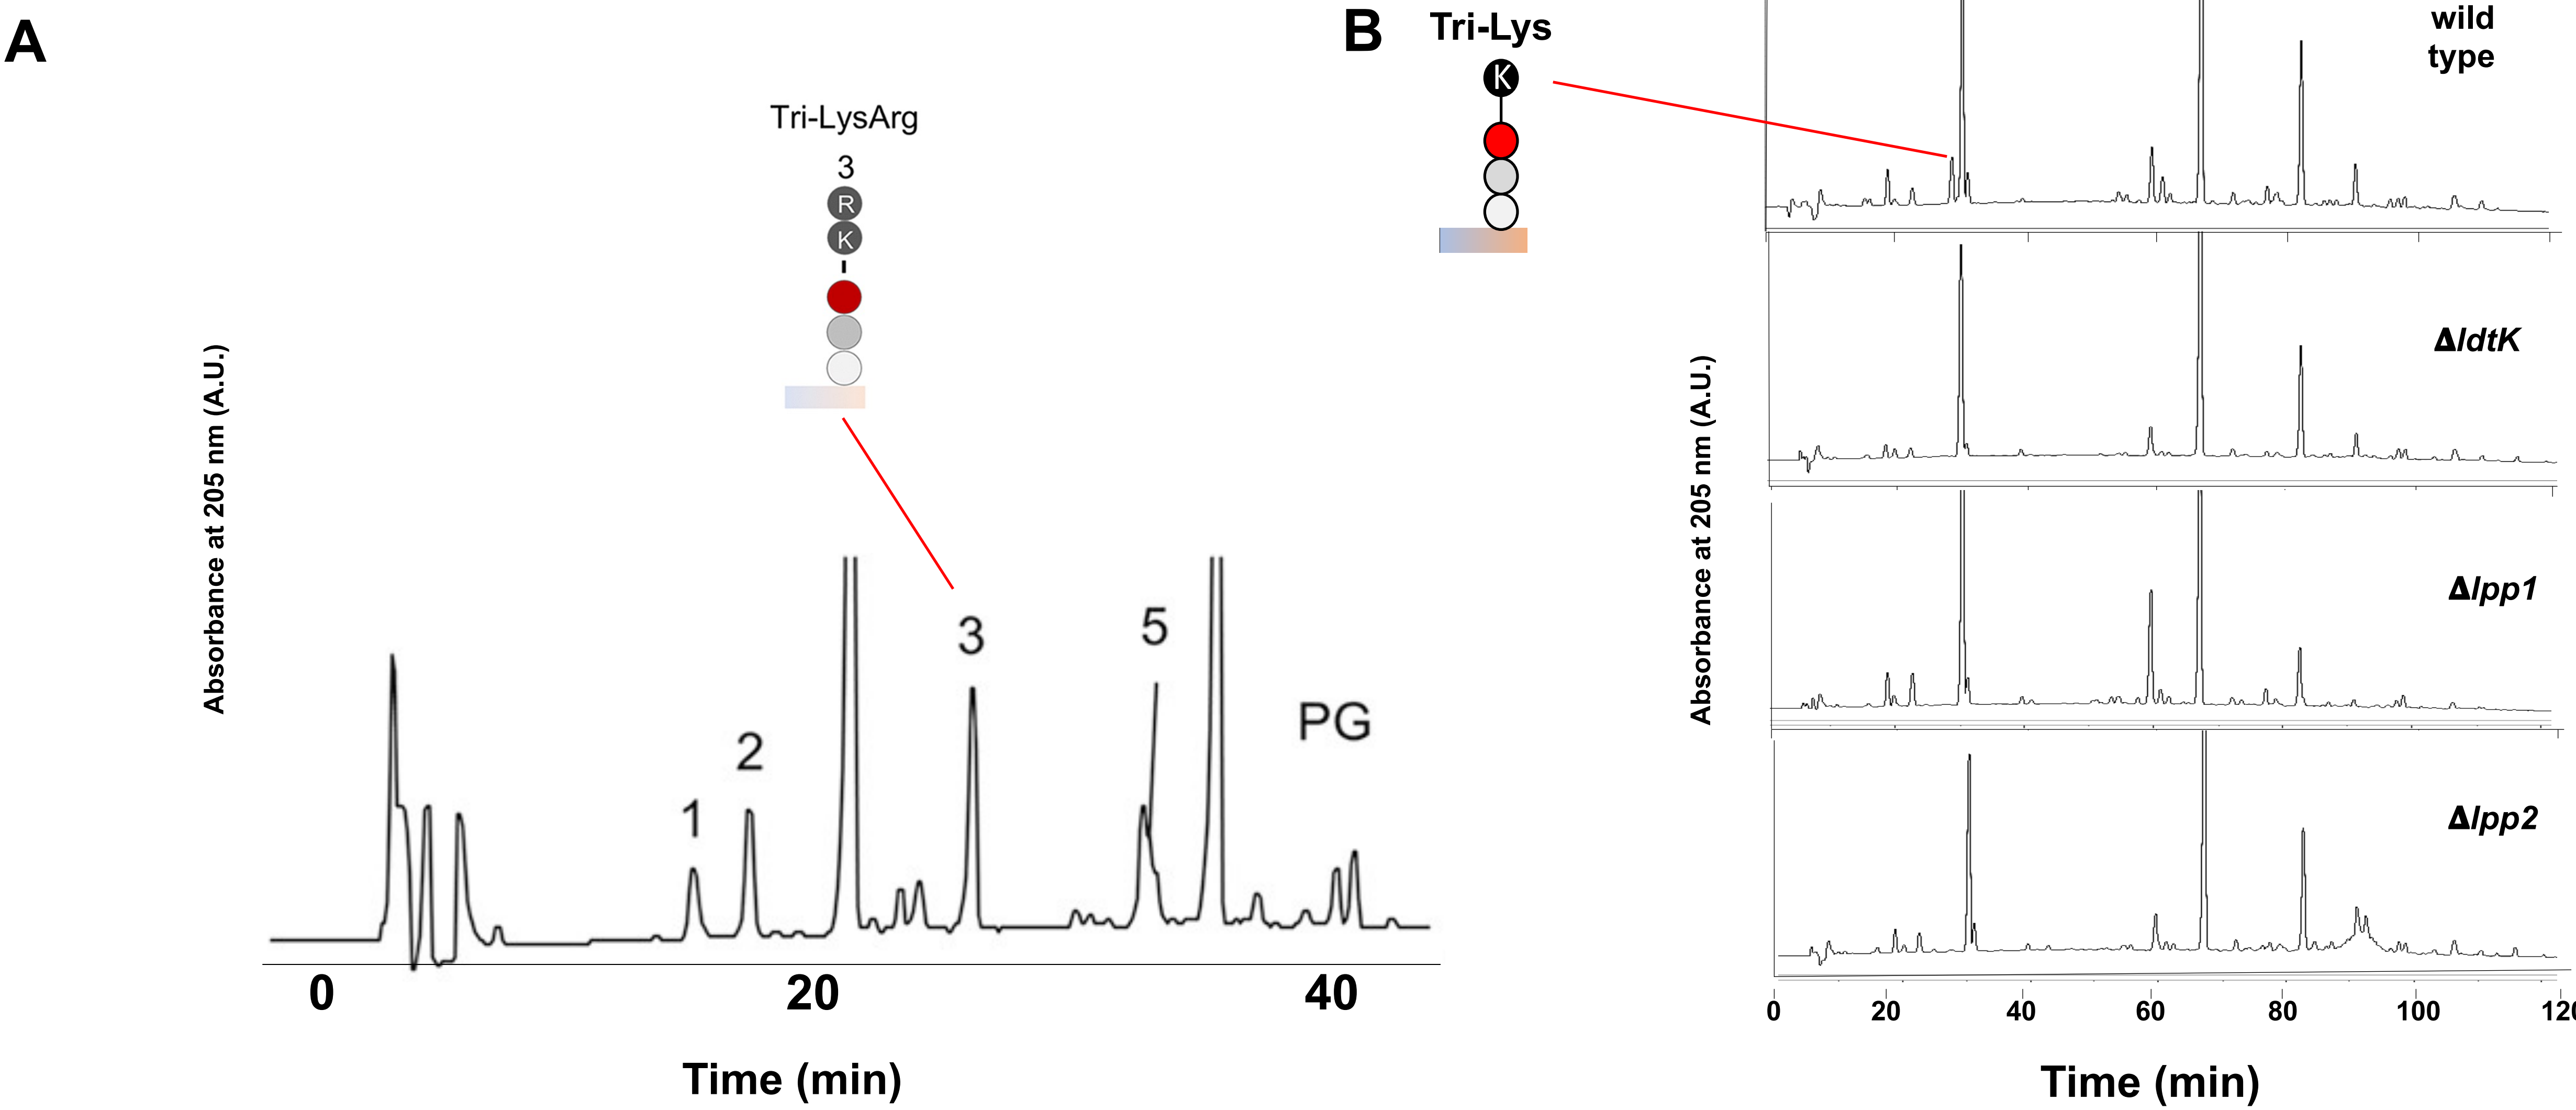 A
Tri-LysArg
3
R
K
Absorbance at 205 nm (A.U.)
1
2
3
5
PG
0 20 40
Time (min)
B
Tri-Lys
K
Absorbance at 205 nm (A.U.)
wild
type
ΔldtK
Δlpp1
Δlpp2
0 20 40 60 80 100 120
Time (min)